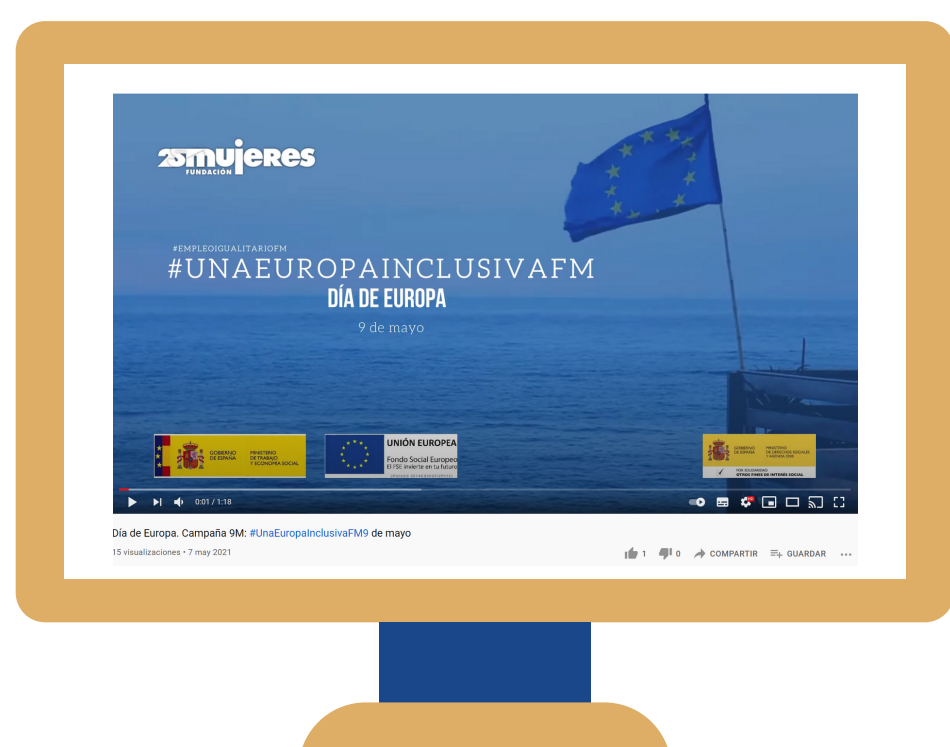 25mujeres
FUNDACIÓN
#EMPLEOIGUALITARIOFM
#UNAEUROPAINCLUSIVAFM
DÍA DE EUROPA
9 de mayo
GOBIERNO DE ESPAÑA
MINISTERIO DE TRABAJO Y ECONOMÍA SOCIAL
UNIÓN EUROPEA
Fondo Social Europeo
El FSE invierte en tu futuro
GOBIERNO DE ESPAÑA
MINISTERIO DE DERECHOS SOCIALES Y AGENDA 2030
POR SOLIDARIDAD
OTROS FINES DE INTERÉS SOCIAL
0:01 / 1:18
HD
Día de Europa. Campaña 9M: #UnaEuropaInclusivaFM9 de mayo
15 visualizaciones • 7 may 2021
1 0 COMPARTIR GUARDAR